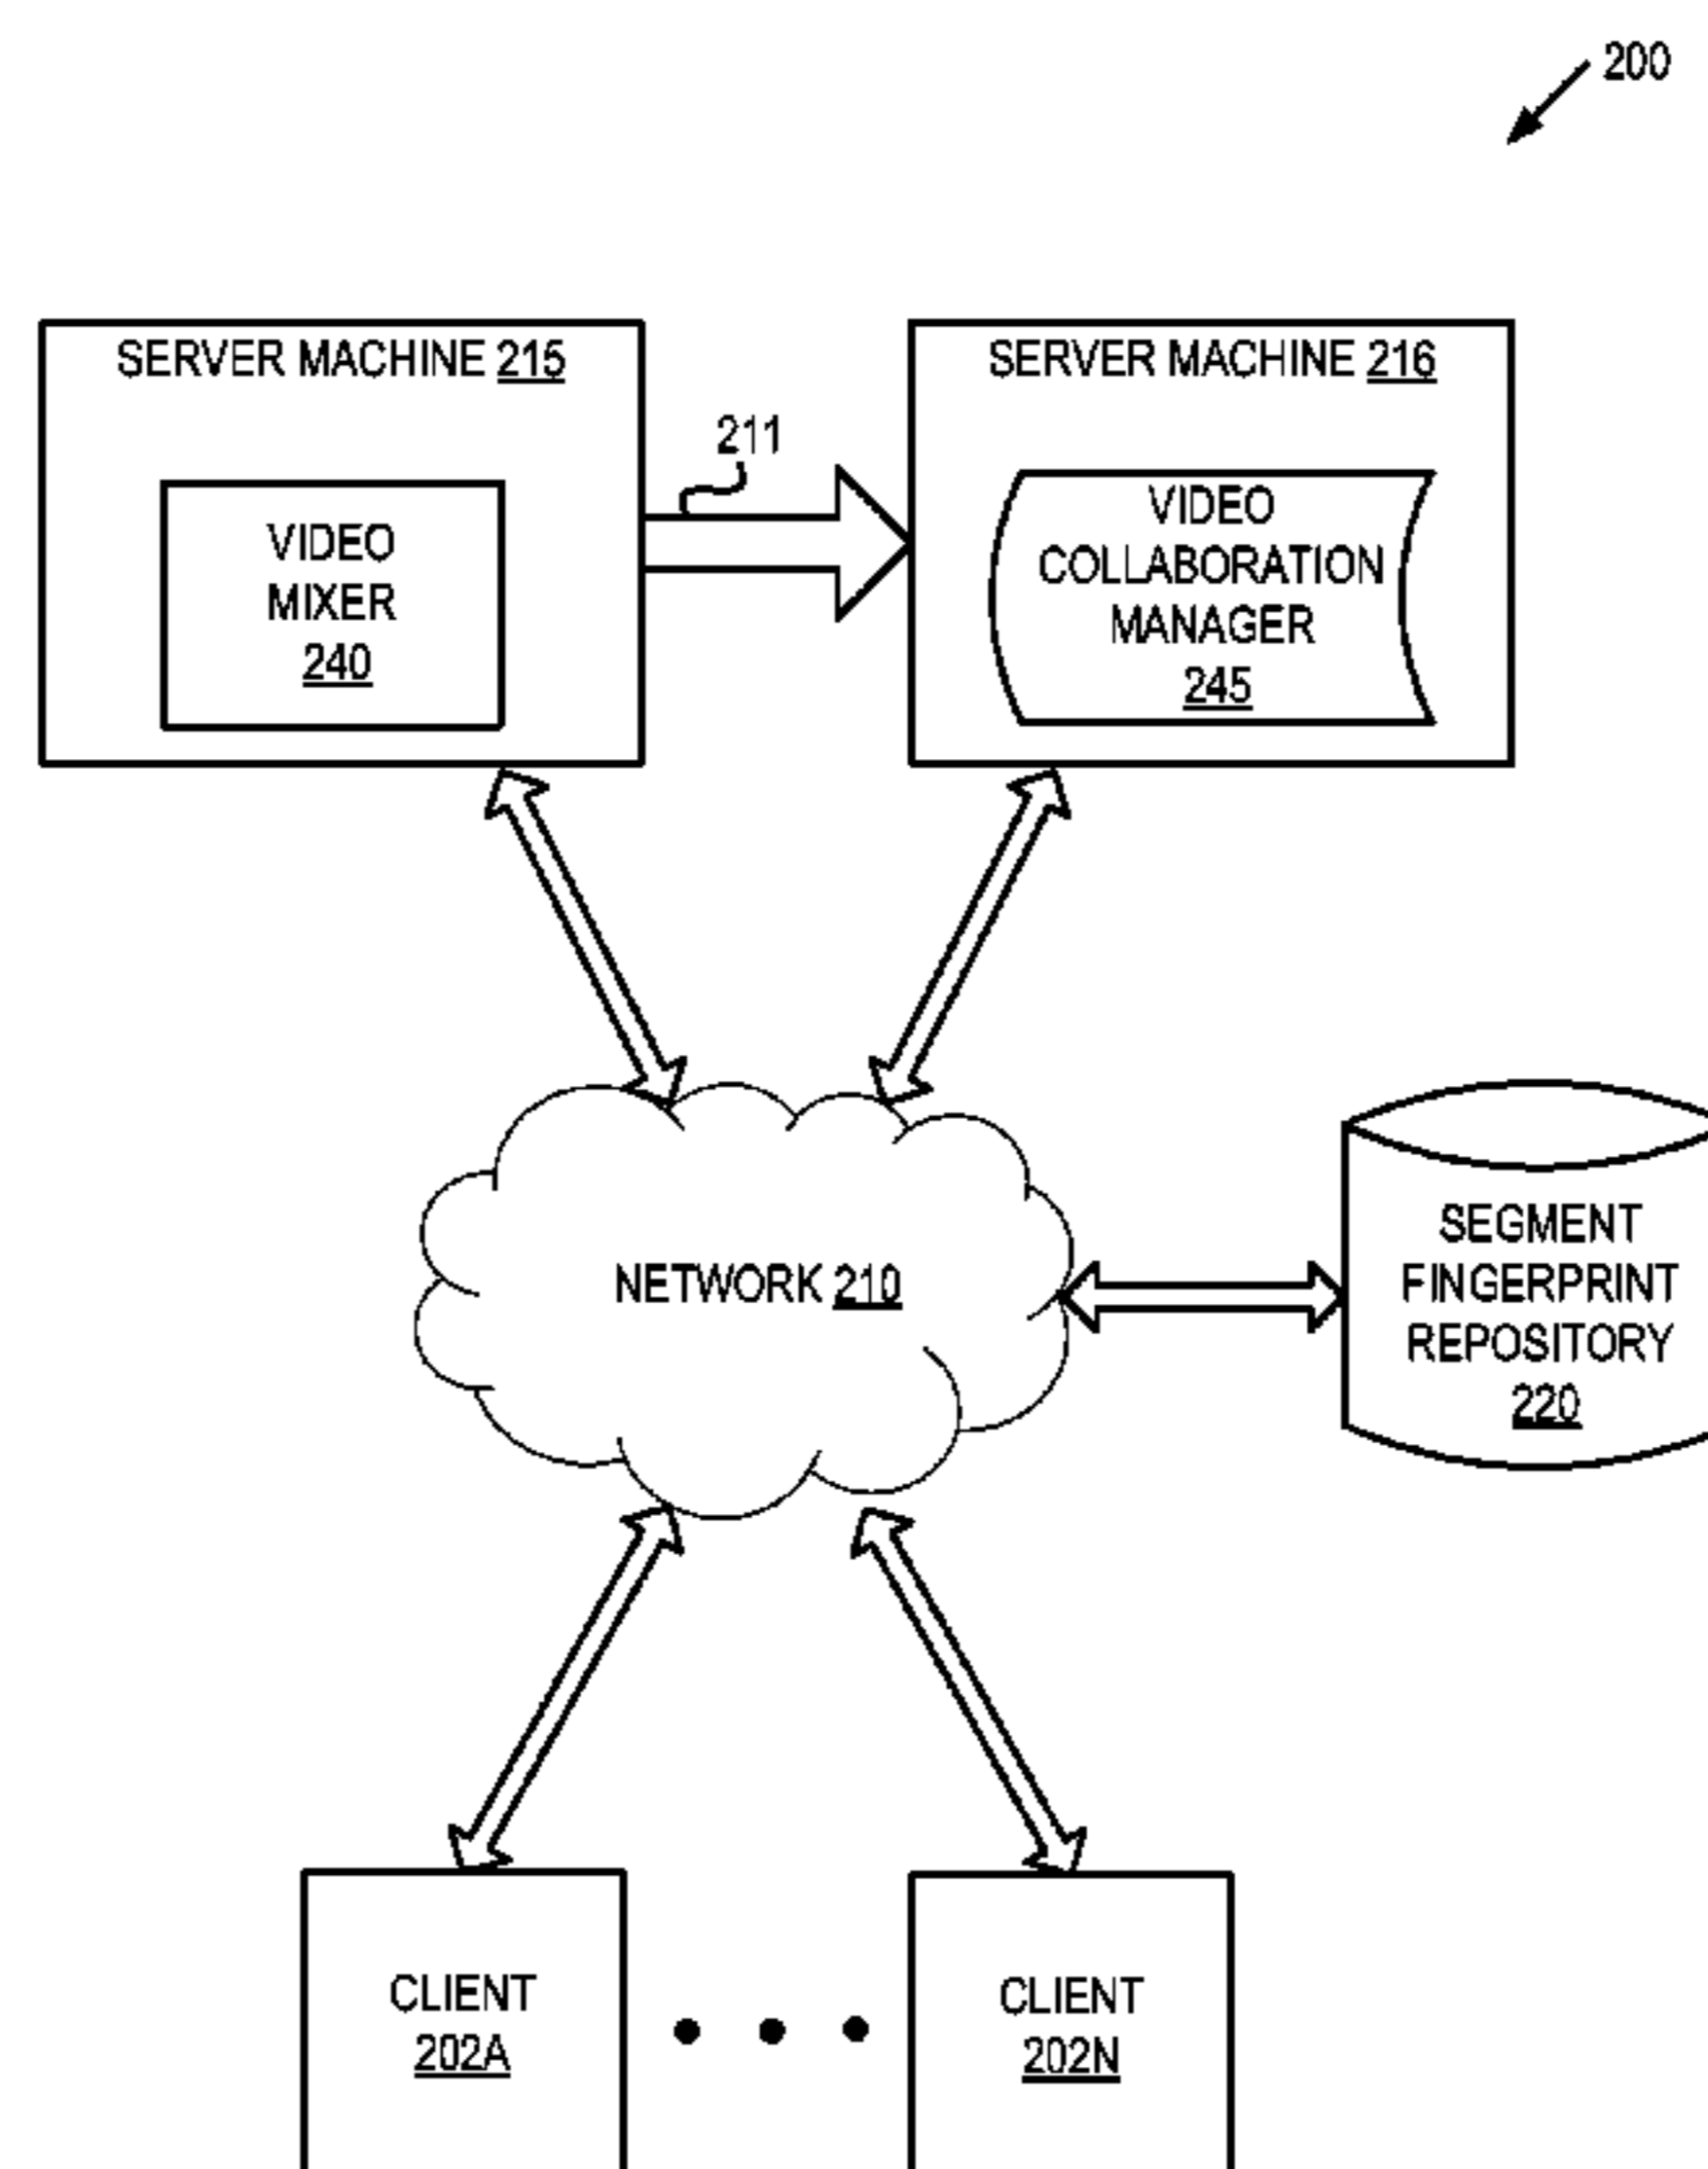 200
SERVER MACHINE 215
SERVER MACHINE 216
211
VIDEO
MIXER
240
VIDEO
COLLABORATION
MANAGER
245
NETWORK 210
SEGMENT
FINGERPRINT
REPOSITORY
220
CLIENT
202A
CLIENT
202N